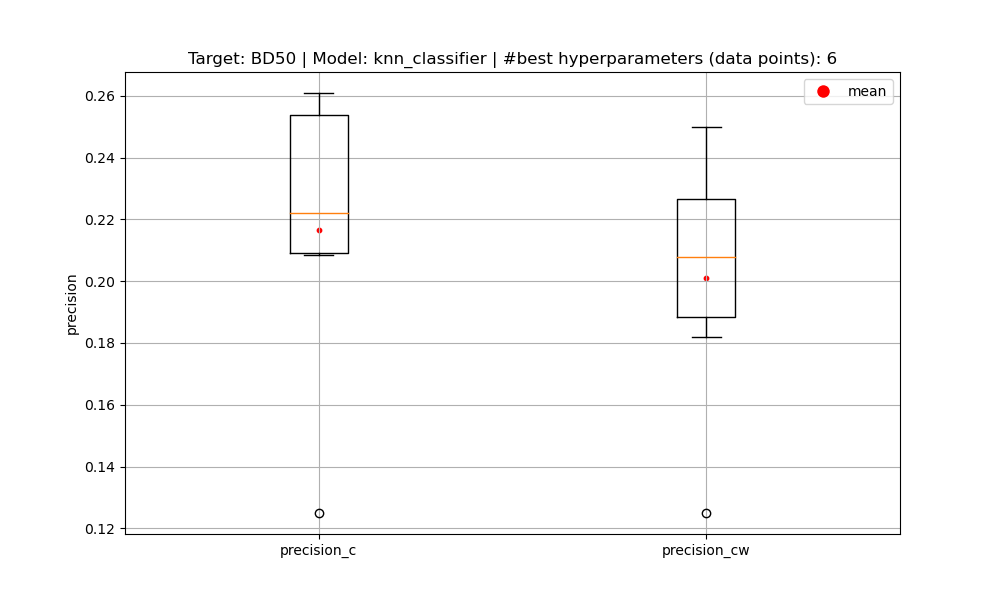 Target: BD50 | Model: knn_classifier | #best hyperparameters (data points): 6
mean
0.26
0.24
0.22
0.20
0.18
0.16
0.14
0.12
precision
precision_c
precision_cw